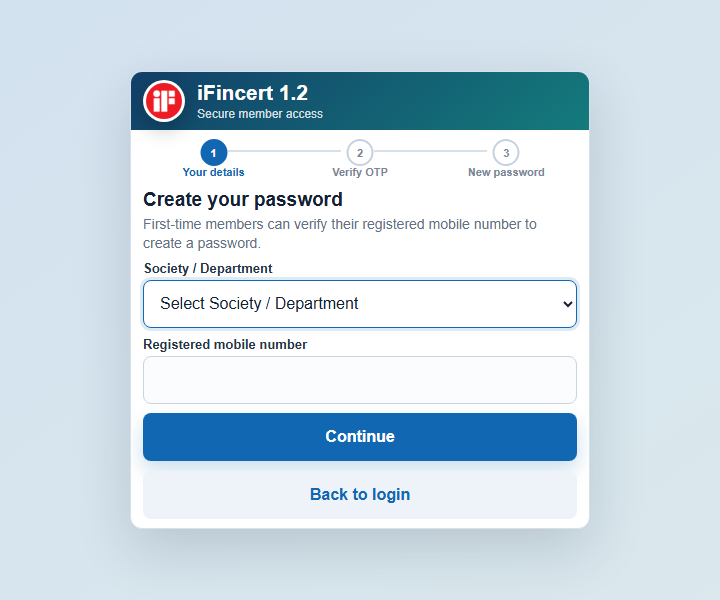 iF
iFincert 1.2
Secure member access
1
2
3
Your details
Verify OTP
New password
Create your password
First-time members can verify their registered mobile number to
create a password.
Society / Department
Select Society / Department
Registered mobile number
Continue
Back to login